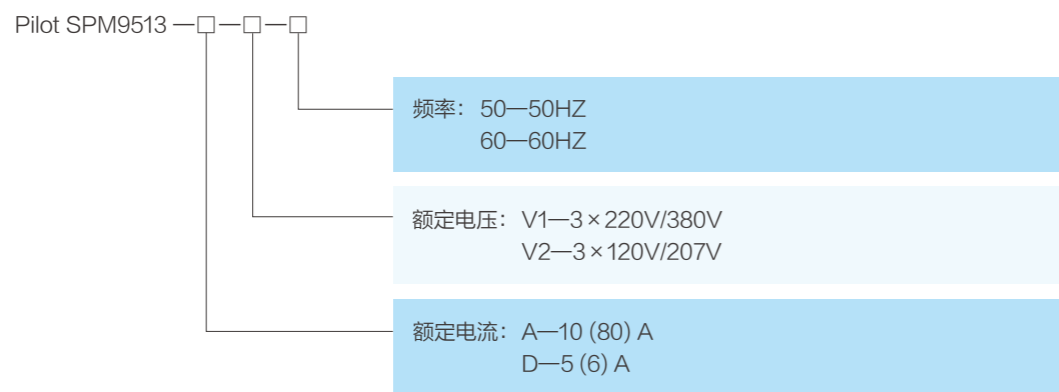 Pilot SPM9513 —□—□—□
频率： 50—50HZ
60—60HZ
额定电压： V1—3×220V/380V
V2—3×120V/207V
额定电流： A—10 (80) A
D—5 (6) A